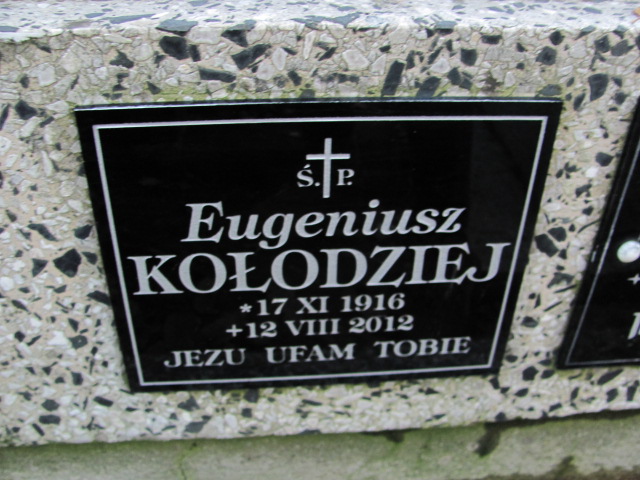 Ś. P.
Eugeniusz
KOŁODZIEJ
* 17 XI 1916
+ 12 VIII 2012
JEZU UFAM TOBIE